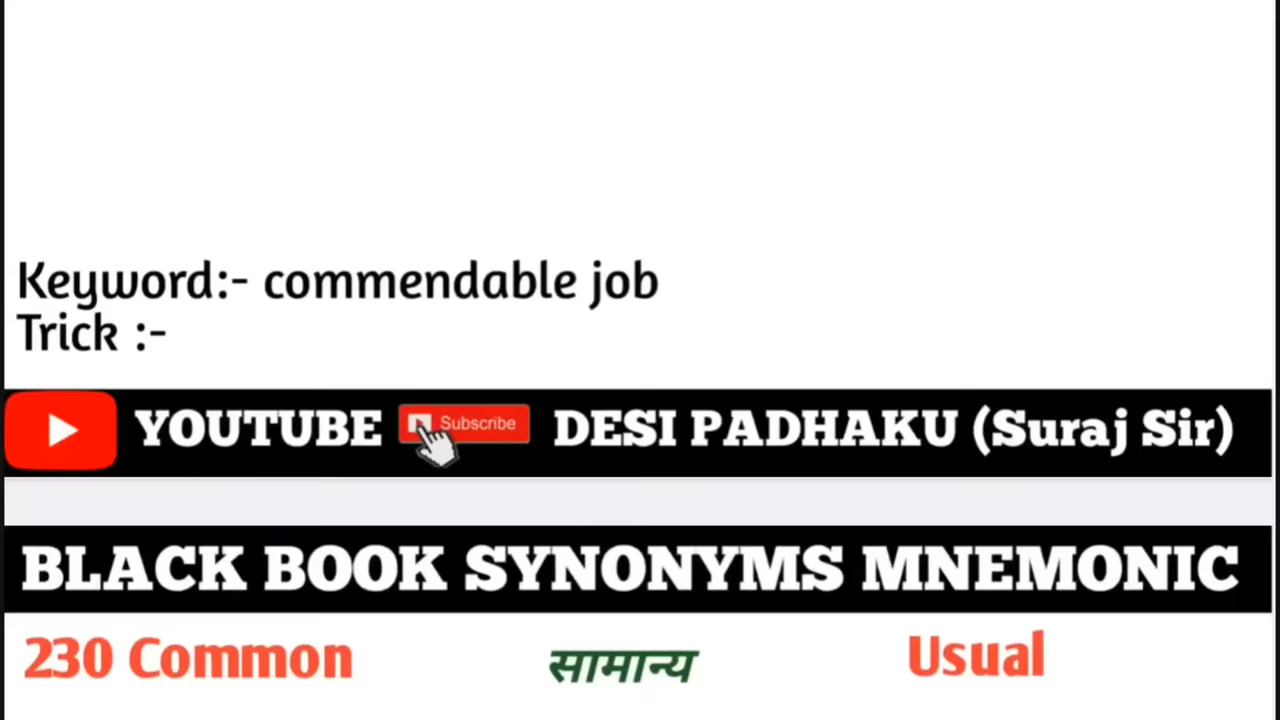 Keyword:- commendable job
Trick :-
YOUTUBE Subscribe DESI PADHAKU (Suraj Sir)
BLACK BOOK SYNONYMS MNEMONIC
230 Common सामान्य Usual